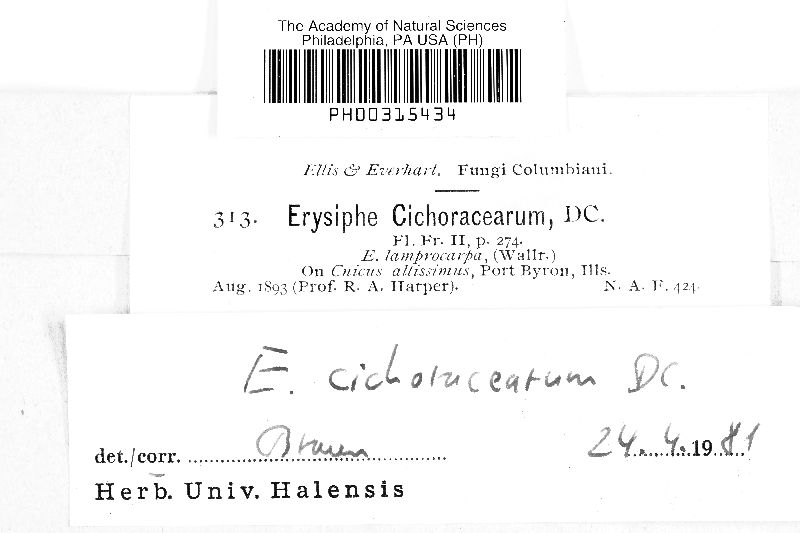 The Academy of Natural Sciences
Philadelphia, PA USA (PH)
PH00315434
Ellis & Everhart, Fungi Columbiani.
313. Erysiphe Cichoracearum, DC.
Fl. Fr. II, p. 274.
E. lamprocarpa, (Wallr.)
On Cnicus altissimus, Port Byron, Ills.
Aug. 1893 (Prof. R. A. Harper). N. A. F. 424.
E. cichoracearum DC.
det./corr. Braun 24.4.1981
Herb. Univ. Halensis